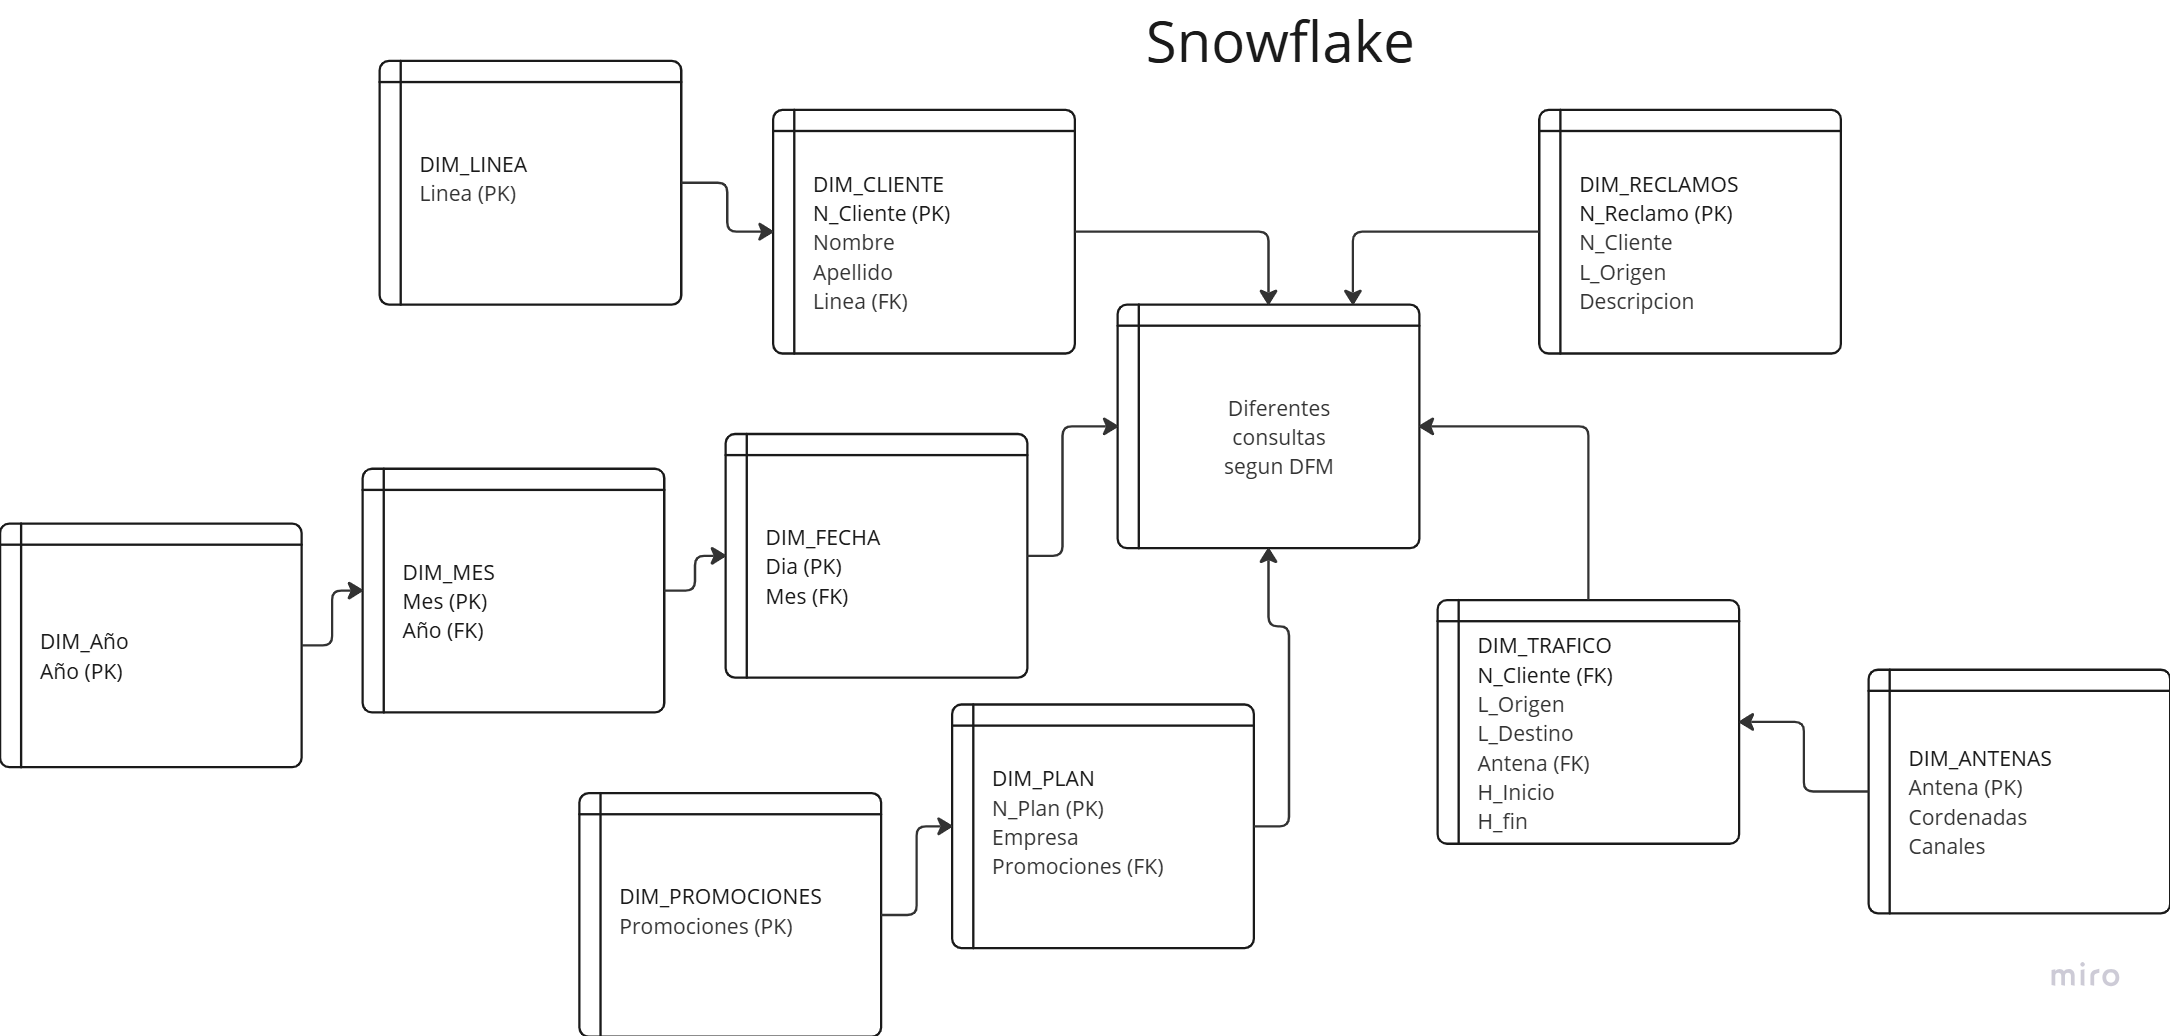 Snowflake
DIM_LINEA
Linea (PK)
DIM_CLIENTE
N_Cliente (PK)
Nombre
Apellido
Linea (FK)
DIM_RECLAMOS
N_Reclamo (PK)
N_Cliente
L_Origen
Descripcion
Diferentes
consultas
segun DFM
DIM_Año
Año (PK)
DIM_MES
Mes (PK)
Año (FK)
DIM_FECHA
Dia (PK)
Mes (FK)
DIM_PROMOCIONES
Promociones (PK)
DIM_PLAN
N_Plan (PK)
Empresa
Promociones (FK)
DIM_TRAFICO
N_Cliente (FK)
L_Origen
L_Destino
Antena (FK)
H_Inicio
H_fin
DIM_ANTENAS
Antena (PK)
Cordenadas
Canales
miro